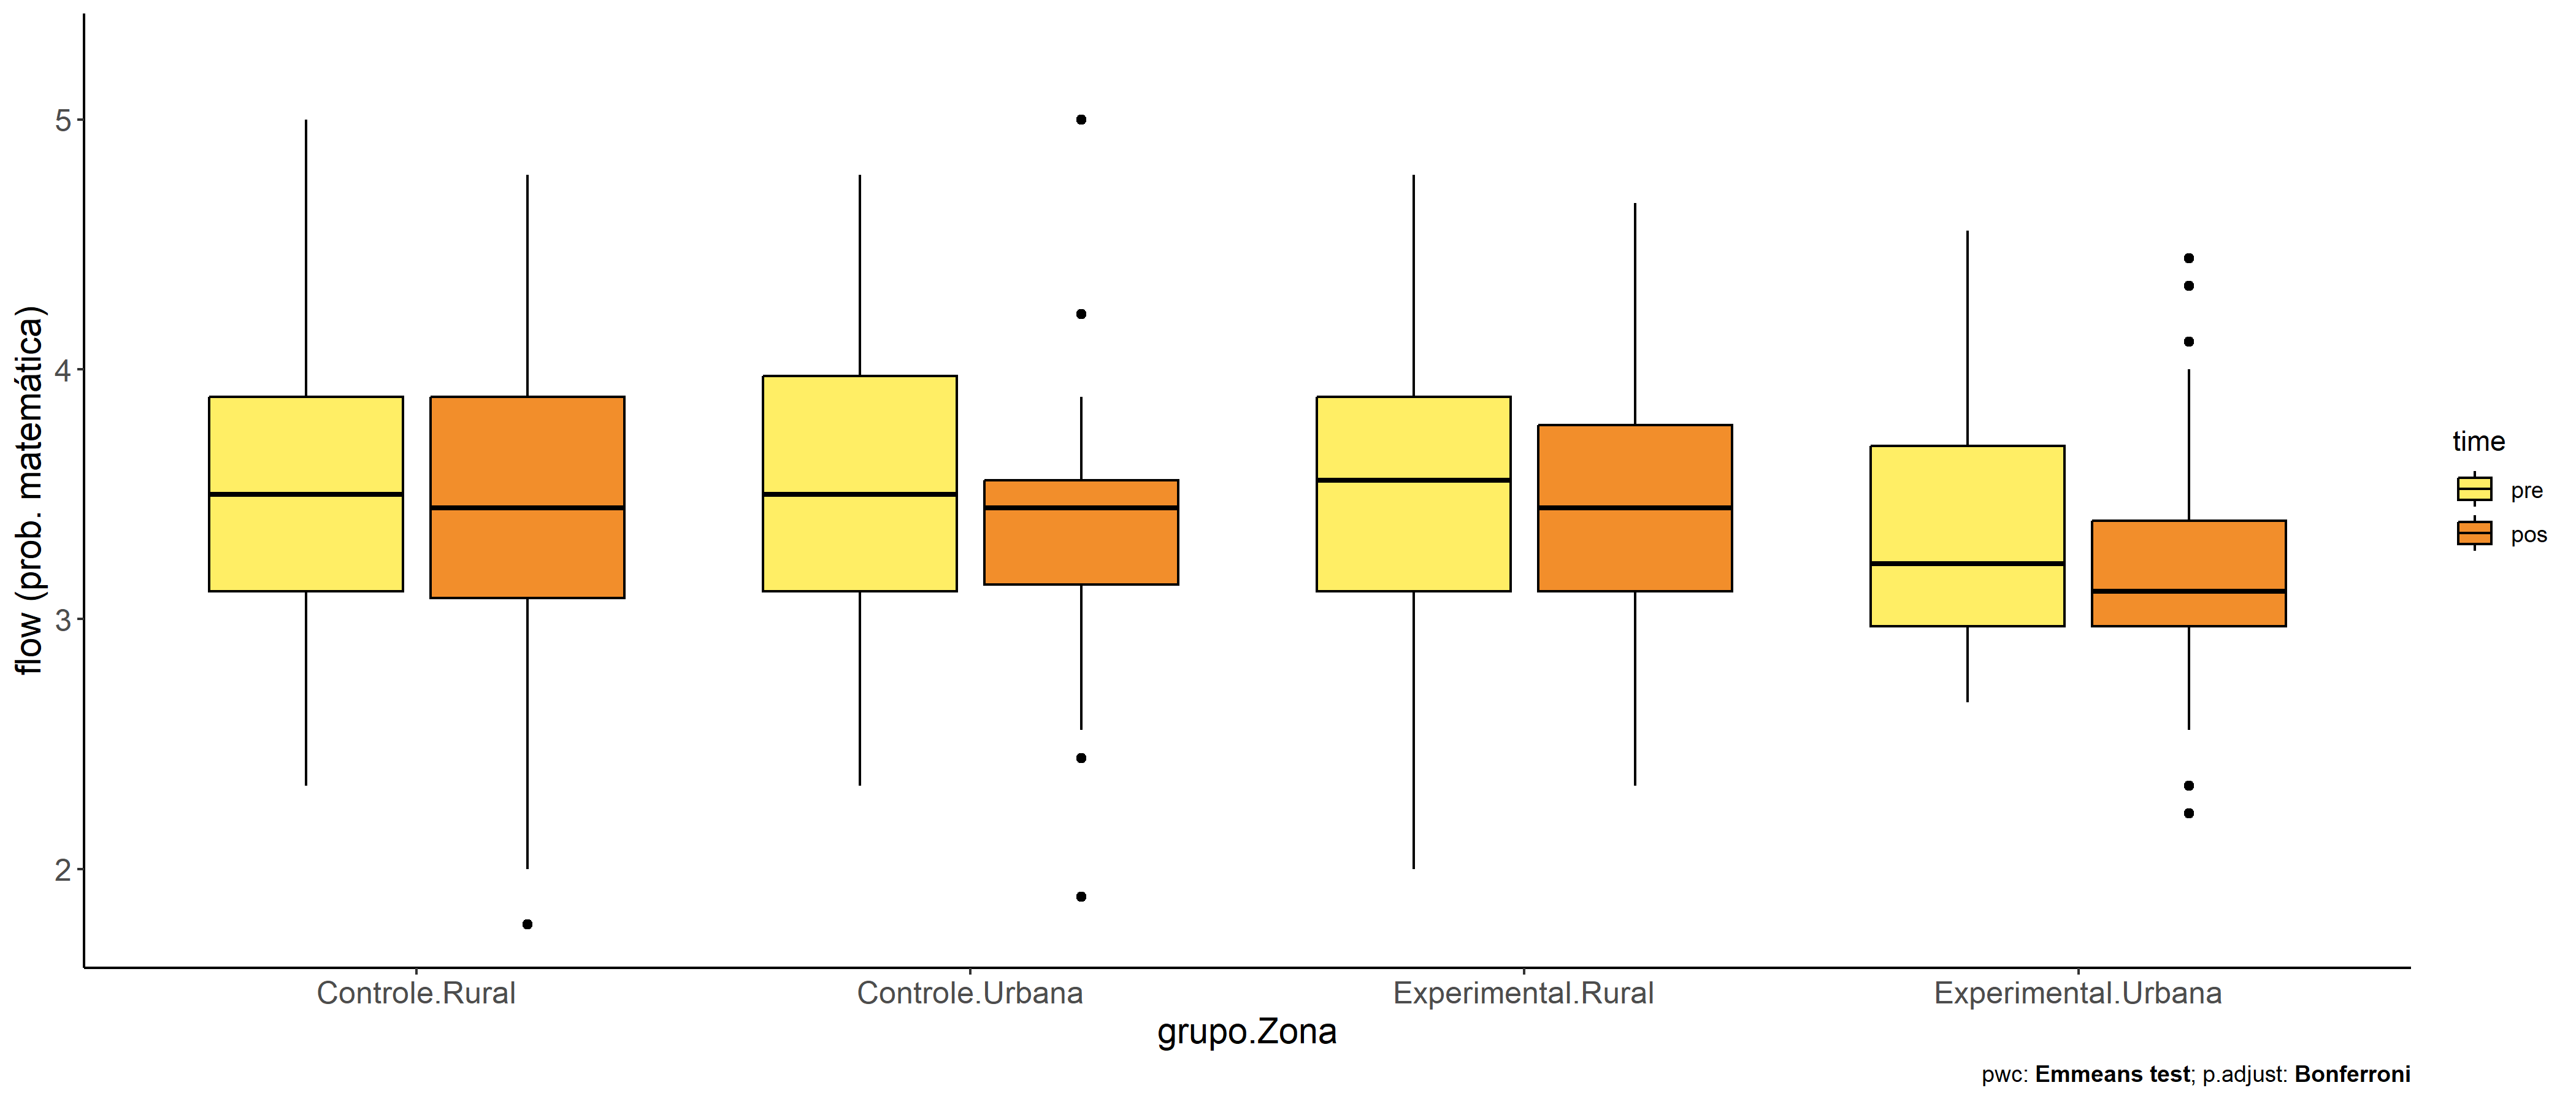 flow (prob. matemática)
5
4
3
2
Controle.Rural
Controle.Urbana
Experimental.Rural
Experimental.Urbana
grupo.Zona
time
pre
pos
pwc: Emmeans test; p.adjust: Bonferroni